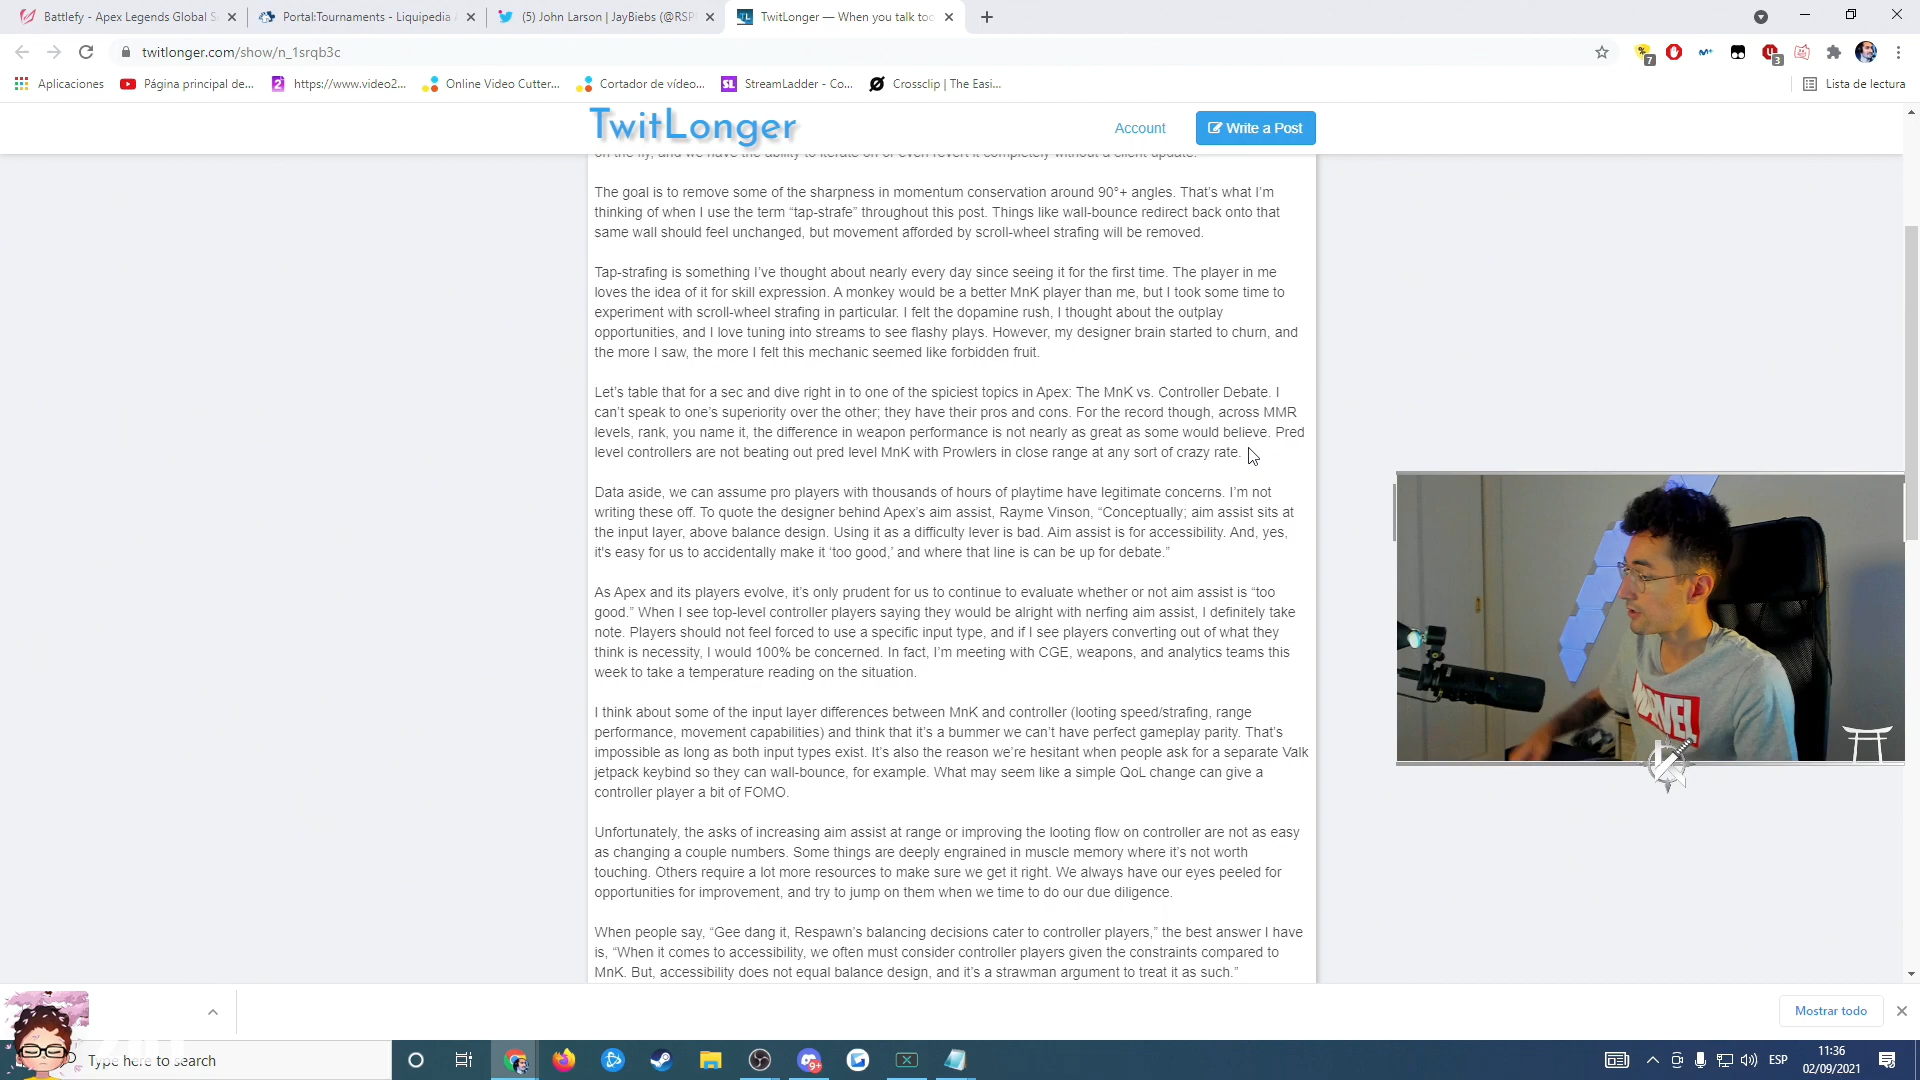 Battlefy - Apex Legends Global S
Portal:Tournaments - Liquipedia
(5) John Larson | JayBiebs (@RSP
TwitLonger — When you talk too
twitlonger.com/show/n_1srqb3c
7
3
Aplicaciones
Página principal de...
https://www.video2...
Online Video Cutter...
Cortador de vídeo...
StreamLadder - Co...
Crossclip | The Easi...
Lista de lectura
TwitLonger
Account
Write a Post
on the fly, and we have the ability to iterate on or even revert it completely without a client update.
The goal is to remove some of the sharpness in momentum conservation around 90°+ angles. That’s what I’m
thinking of when I use the term “tap-strafe” throughout this post. Things like wall-bounce redirect back onto that
same wall should feel unchanged, but movement afforded by scroll-wheel strafing will be removed.
Tap-strafing is something I’ve thought about nearly every day since seeing it for the first time. The player in me
loves the idea of it for skill expression. A monkey would be a better MnK player than me, but I took some time to
experiment with scroll-wheel strafing in particular. I felt the dopamine rush, I thought about the outplay
opportunities, and I love tuning into streams to see flashy plays. However, my designer brain started to churn, and
the more I saw, the more I felt this mechanic seemed like forbidden fruit.
Let’s table that for a sec and dive right in to one of the spiciest topics in Apex: The MnK vs. Controller Debate. I
can’t speak to one’s superiority over the other; they have their pros and cons. For the record though, across MMR
levels, rank, you name it, the difference in weapon performance is not nearly as great as some would believe. Pred
level controllers are not beating out pred level MnK with Prowlers in close range at any sort of crazy rate.
Data aside, we can assume pro players with thousands of hours of playtime have legitimate concerns. I’m not
writing these off. To quote the designer behind Apex’s aim assist, Rayme Vinson, “Conceptually; aim assist sits at
the input layer, above balance design. Using it as a difficulty lever is bad. Aim assist is for accessibility. And, yes,
it's easy for us to accidentally make it ‘too good,’ and where that line is can be up for debate.”
As Apex and its players evolve, it’s only prudent for us to continue to evaluate whether or not aim assist is “too
good.” When I see top-level controller players saying they would be alright with nerfing aim assist, I definitely take
note. Players should not feel forced to use a specific input type, and if I see players converting out of what they
think is necessity, I would 100% be concerned. In fact, I’m meeting with CGE, weapons, and analytics teams this
week to take a temperature reading on the situation.
I think about some of the input layer differences between MnK and controller (looting speed/strafing, range
performance, movement capabilities) and think that it’s a bummer we can’t have perfect gameplay parity. That’s
impossible as long as both input types exist. It’s also the reason we’re hesitant when people ask for a separate Valk
jetpack keybind so they can wall-bounce, for example. What may seem like a simple QoL change can give a
controller player a bit of FOMO.
Unfortunately, the asks of increasing aim assist at range or improving the looting flow on controller are not as easy
as changing a couple numbers. Some things are deeply engrained in muscle memory where it’s not worth
touching. Others require a lot more resources to make sure we get it right. We always have our eyes peeled for
opportunities for improvement, and try to jump on them when we time to do our due diligence.
When people say, “Gee dang it, Respawn’s balancing decisions cater to controller players,” the best answer I have
is, “When it comes to accessibility, we often must consider controller players given the constraints compared to
MnK. But, accessibility does not equal balance design, and it’s a strawman argument to treat it as such.”
MARVEL
Mostrar todo
Type here to search
9+
ESP
11:36
02/09/2021